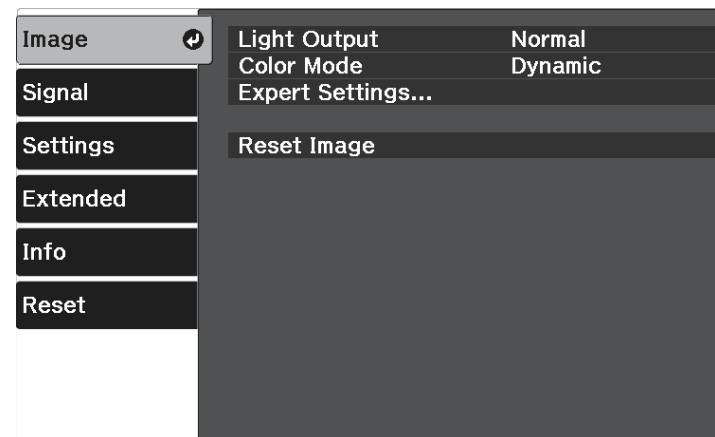 Image
Signal
Settings
Extended
Info
Reset
Light Output Normal
Color Mode Dynamic
Expert Settings...
Reset Image